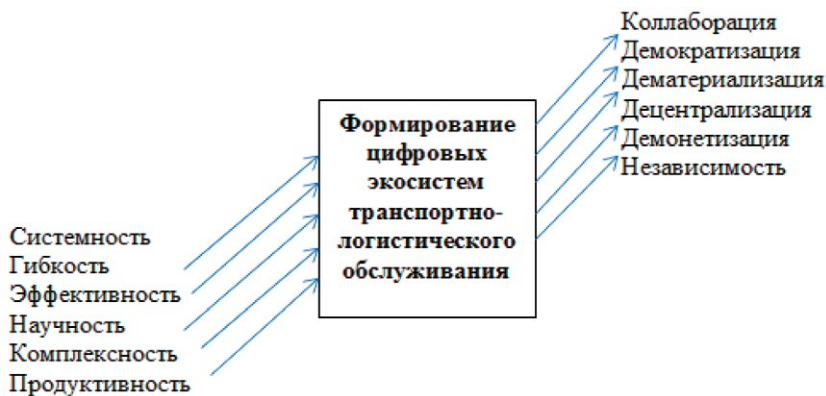 Системность
Гибкость
Эффективность
Научность
Комплексность
Продуктивность
Формирование
цифровых
экосистем
транспортно-
логистического
обслуживания
Коллаборация
Демократизация
Дематериализация
Децентрализация
Демонетизация
Независимость